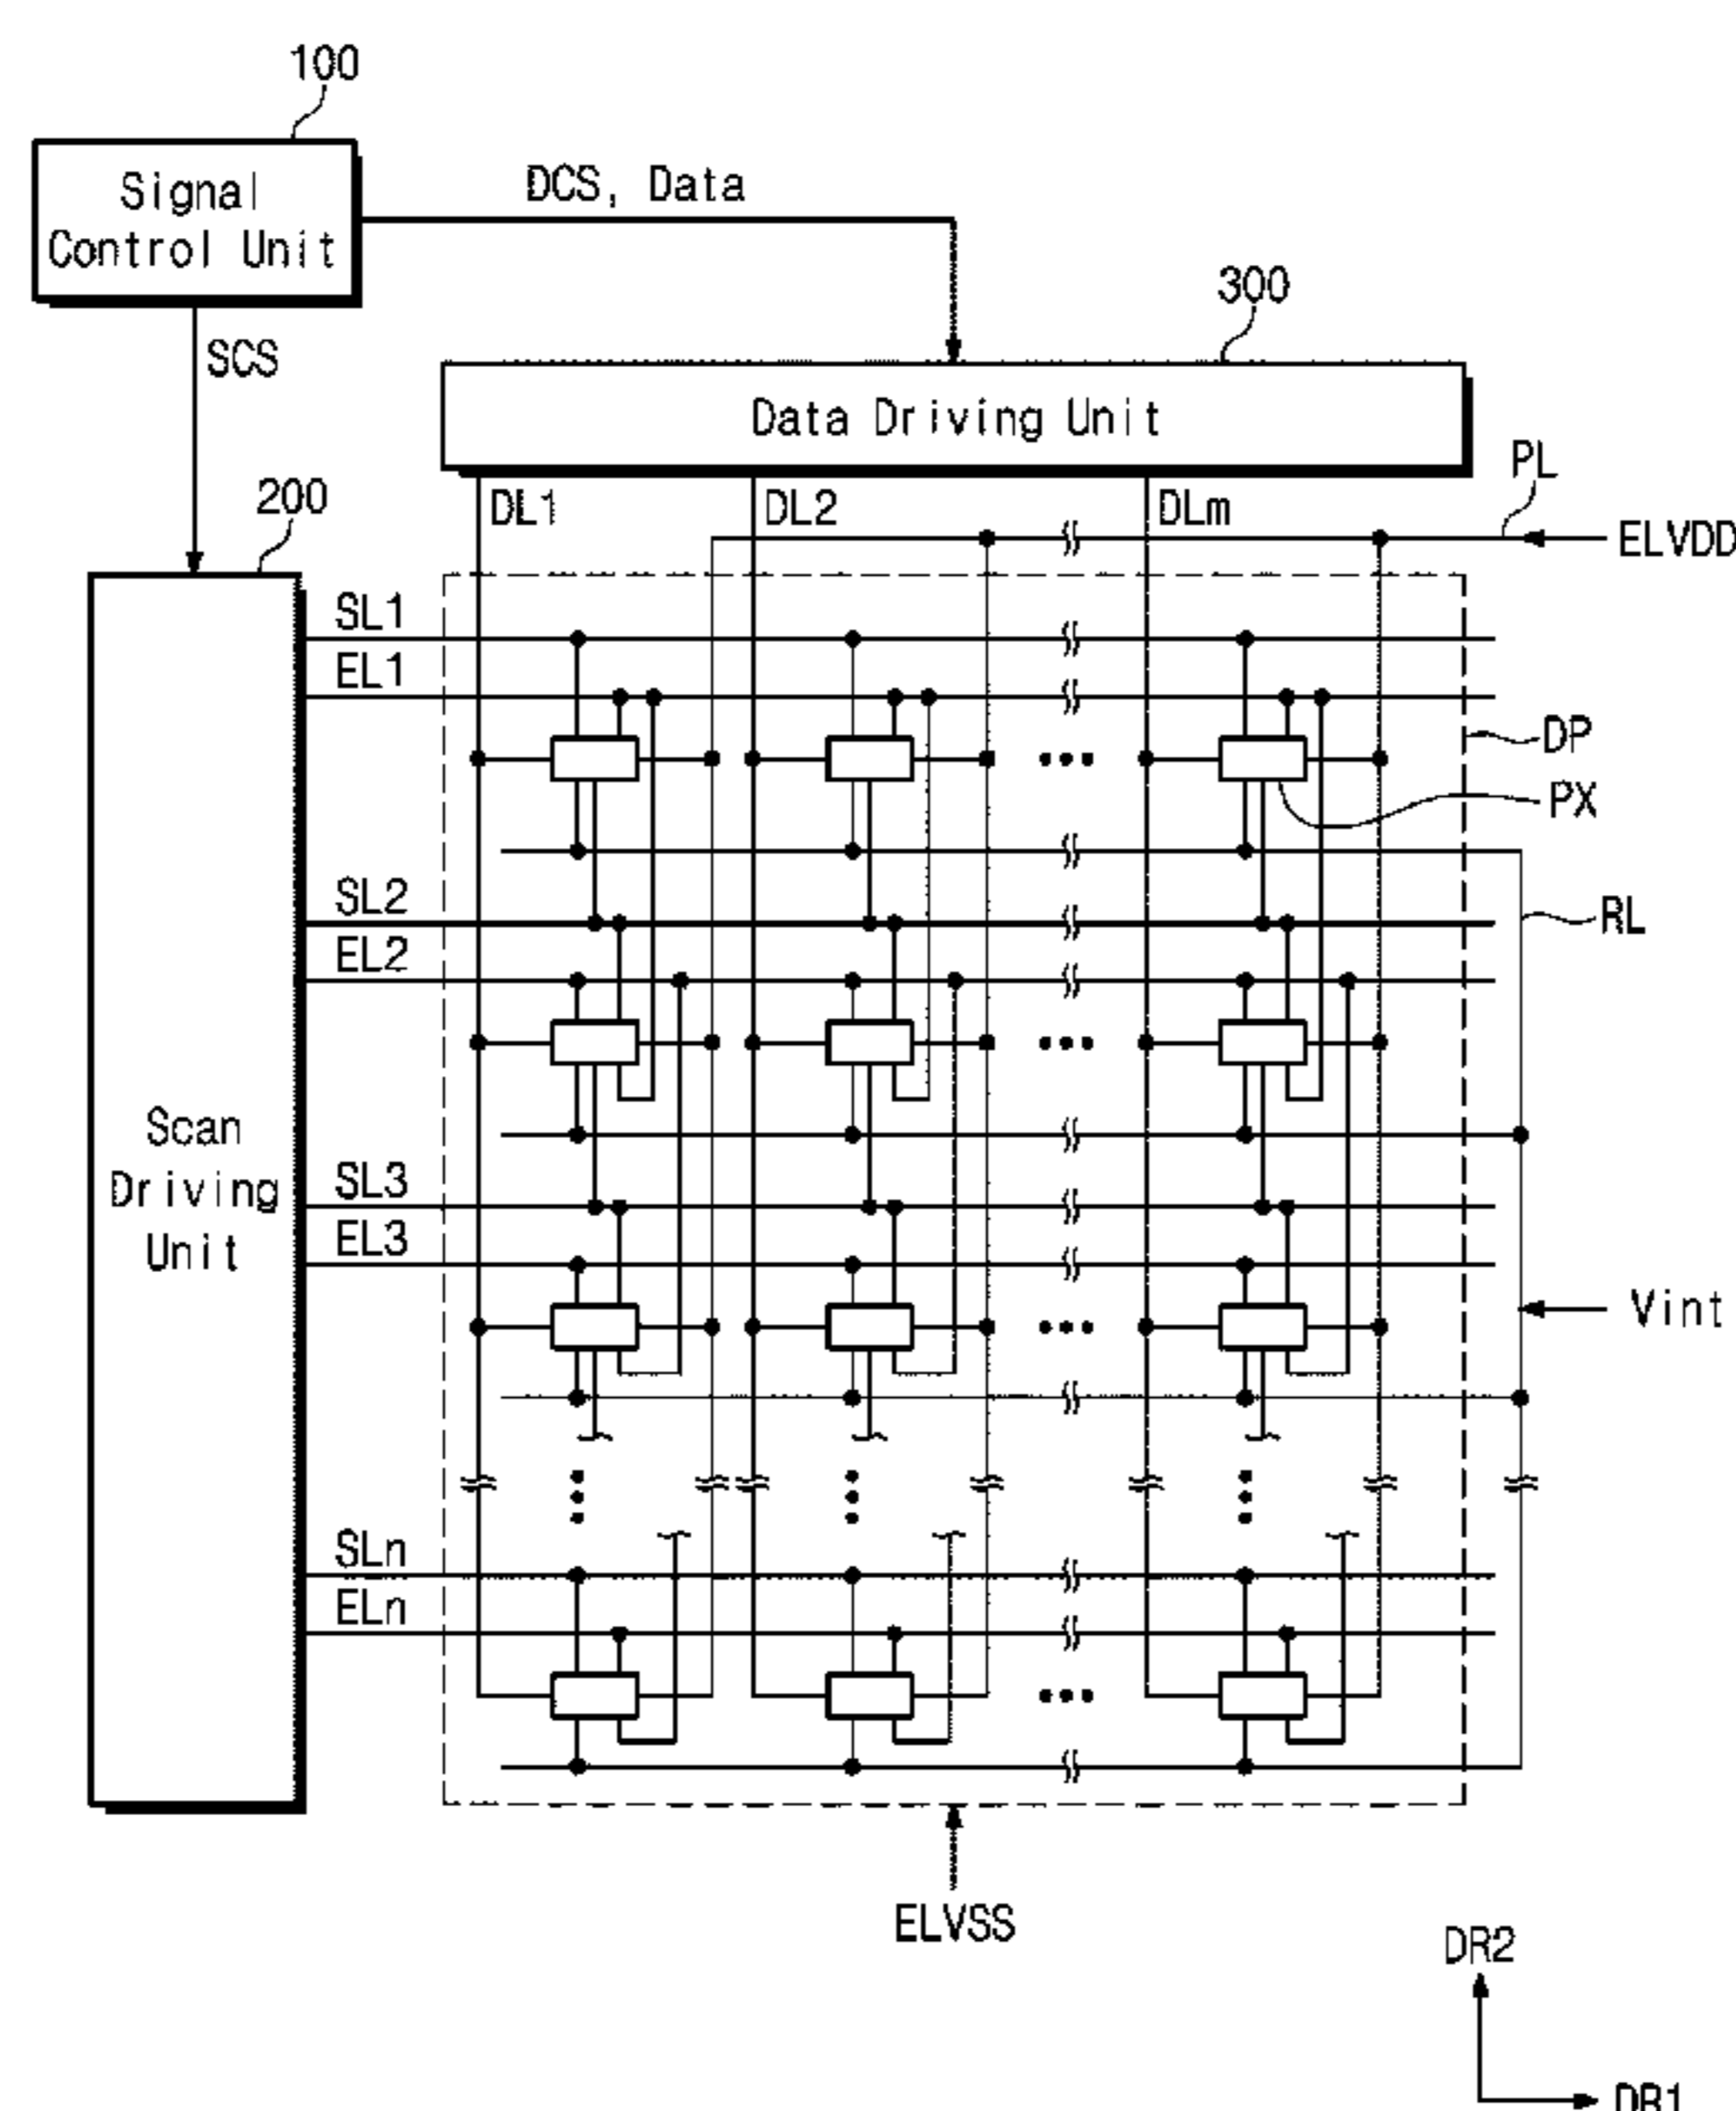 100
Signal
Control Unit
DCS, Data
SCS
300
Data Driving Unit
200
DL1
DL2
DLm
PL
ELVDD
SL1
EL1
DP
PX
SL2
RL
EL2
Scan
Driving
Unit
SL3
EL3
Vint
SLn
ELn
ELVSS
DR2
DR1